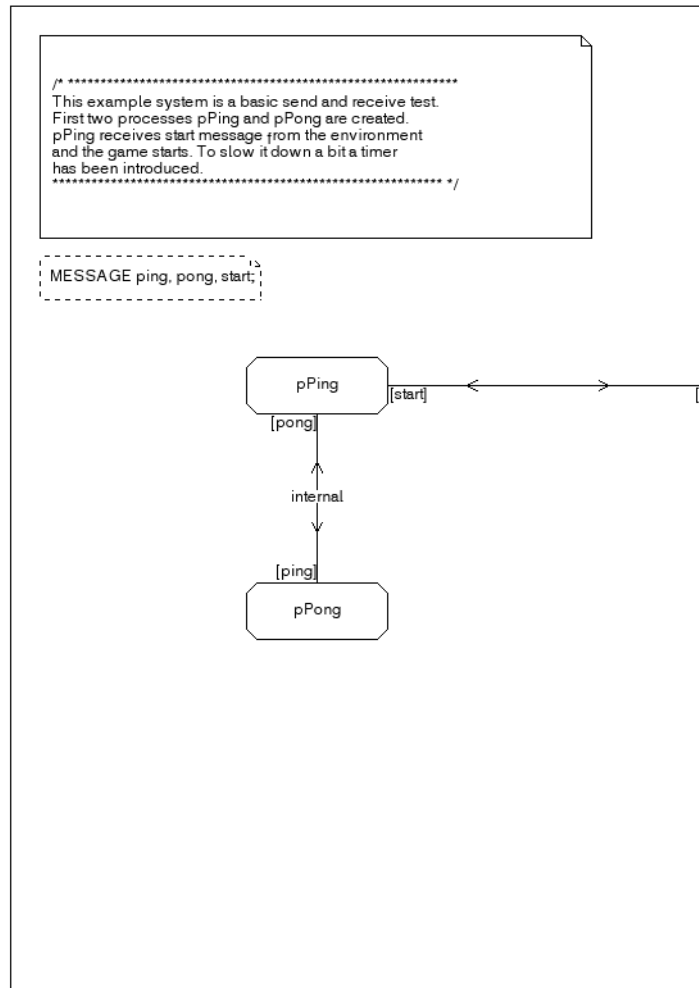 /* ************************************************************
This example system is a basic send and receive test.
First two processes pPing and pPong are created.
pPing receives start message from the environment
and the game starts. To slow it down a bit a timer
has been introduced.
************************************************************ */
MESSAGE ping, pong, start;
pPing
[start]
[
[pong]
internal
[ping]
pPong